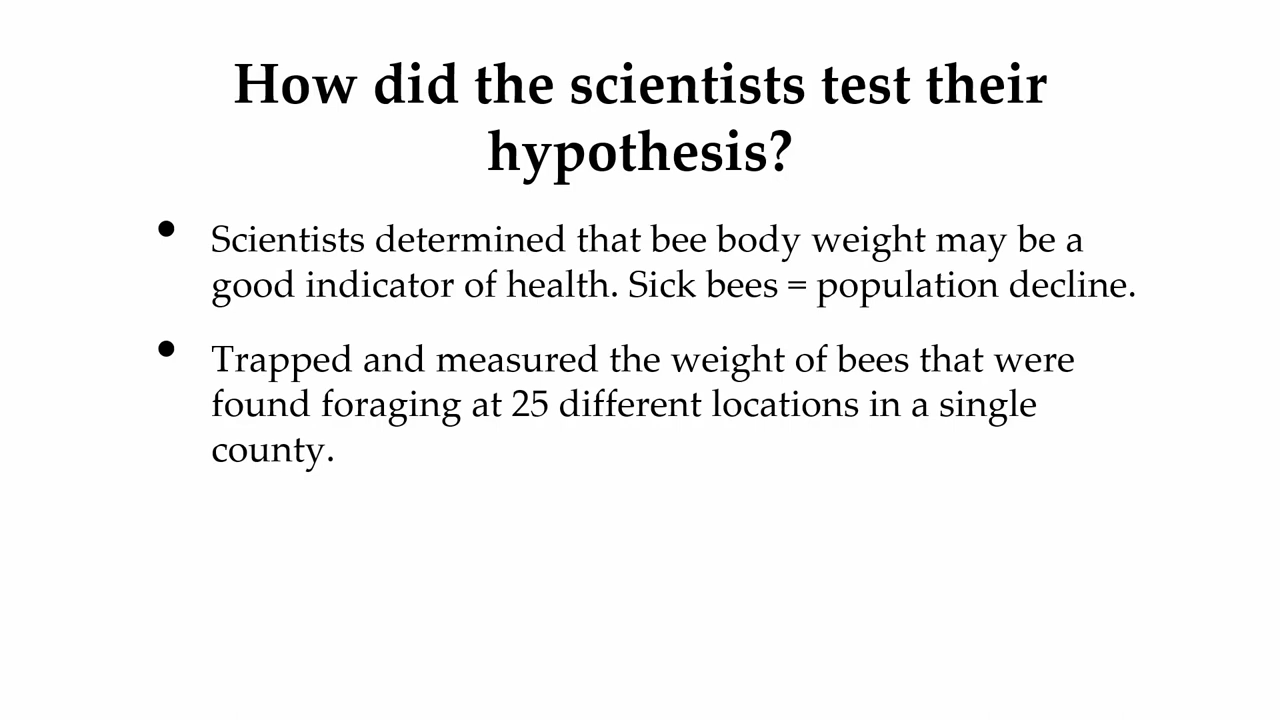 How did the scientists test their
hypothesis?
• Scientists determined that bee body weight may be a
good indicator of health. Sick bees = population decline.
• Trapped and measured the weight of bees that were
found foraging at 25 different locations in a single
county.